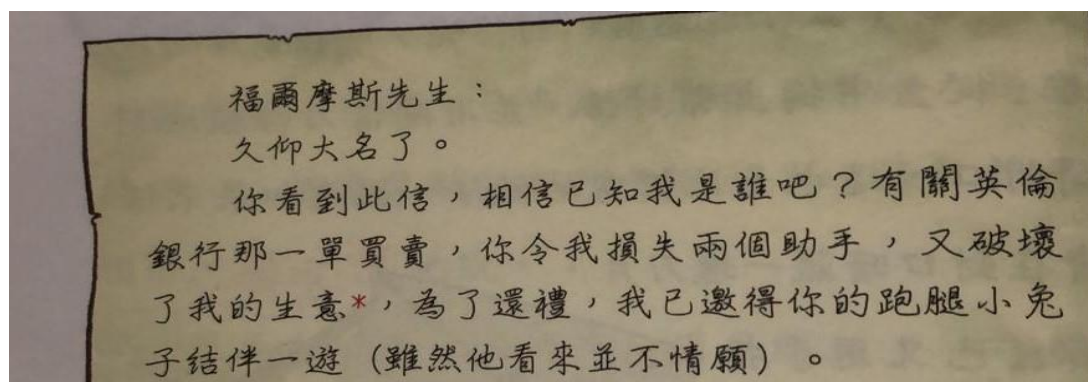 福爾摩斯先生：
久仰大名了。
你看到此信，相信已知我是誰吧？有關英倫
銀行那一單買賣，你令我損失兩個助手，又破壞
了我的生意*，為了還禮，我已邀得你的跑腿小兔
子結伴一遊（雖然他看來並不情願）。